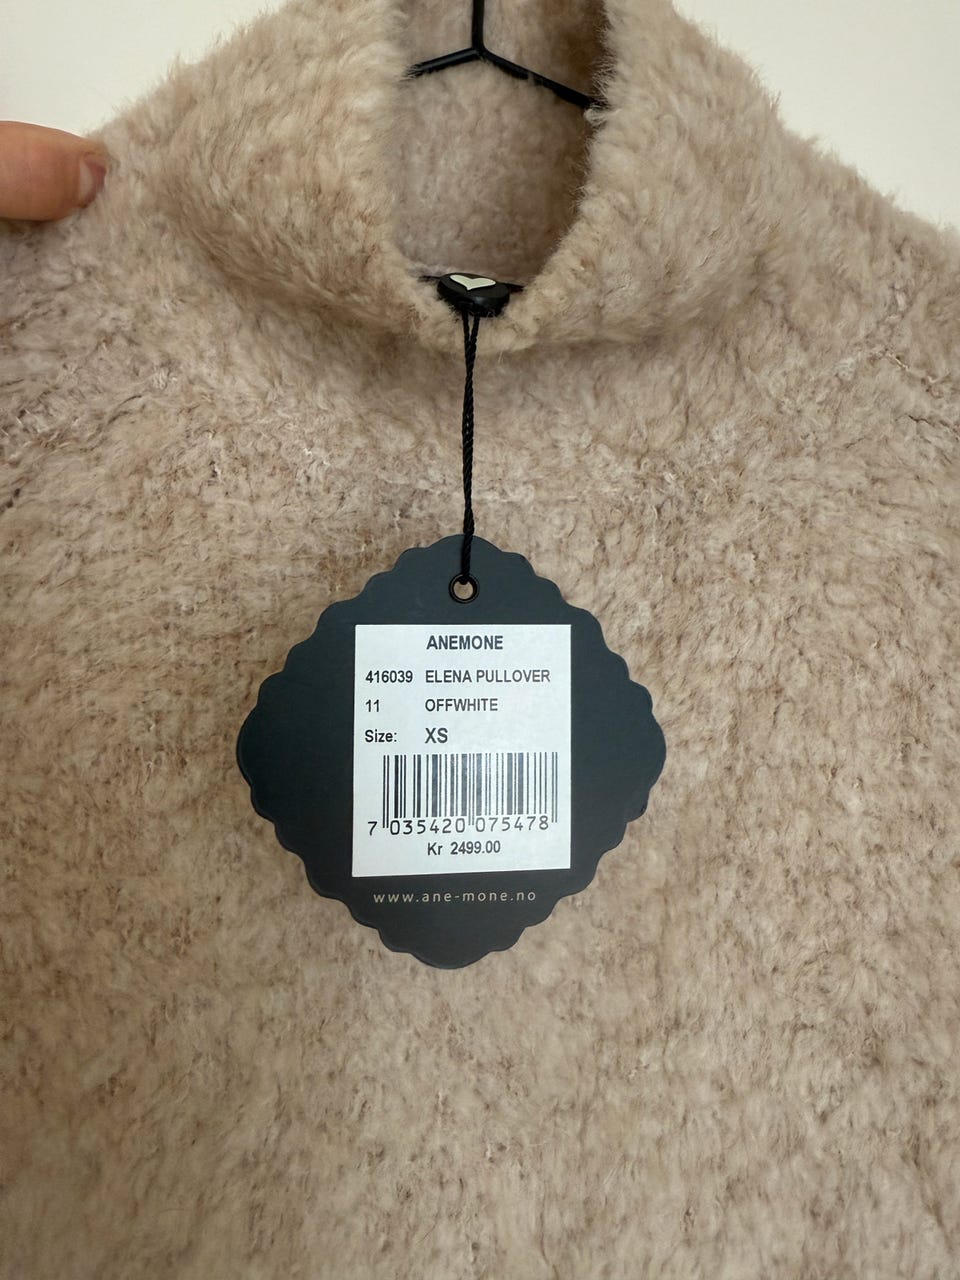 ANEMONE
416039 ELENA PULLOVER
11 OFFWHITE
Size: XS
7 035420 075478
Kr 2499.00
www.ane-mone.no